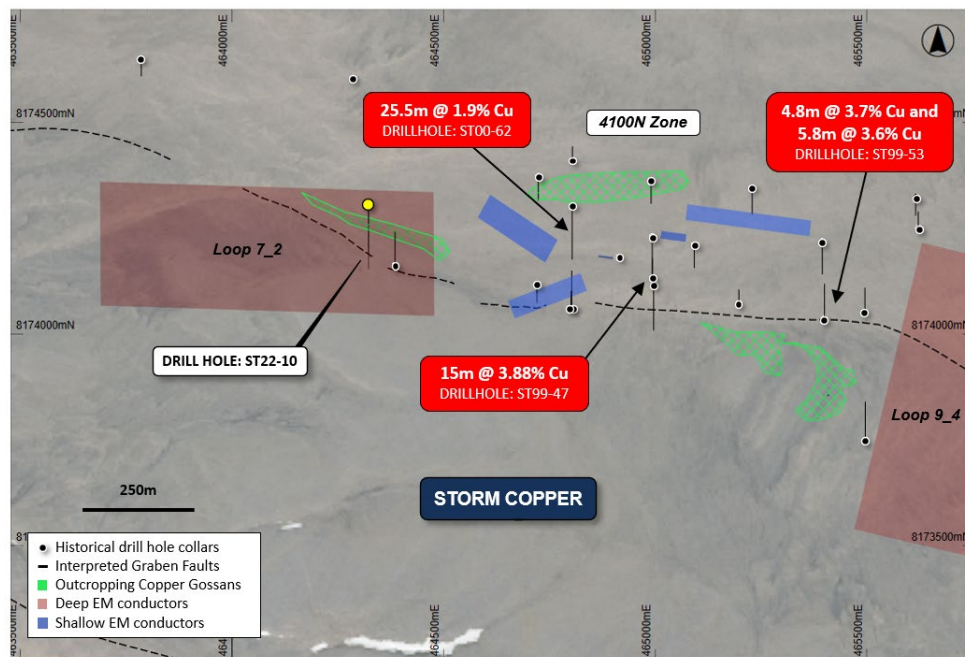 463500mE
464000mE
464500mE
465000mE
465500mE
8174500mN
8174500mN
25.5m @ 1.9% Cu
DRILLHOLE: ST00-62
4100N Zone
4.8m @ 3.7% Cu and
5.8m @ 3.6% Cu
DRILLHOLE: ST99-53
Loop 7_2
8174000mN
8174000mN
DRILL HOLE: ST22-10
15m @ 3.88% Cu
DRILLHOLE: ST99-47
Loop 9_4
250m
STORM COPPER
8173500mN
8173500mN
Historical drill hole collars
Interpreted Graben Faults
Outcropping Copper Gossans
Deep EM conductors
Shallow EM conductors
463500mE
464000mE
464500mE
465000mE
465500mE